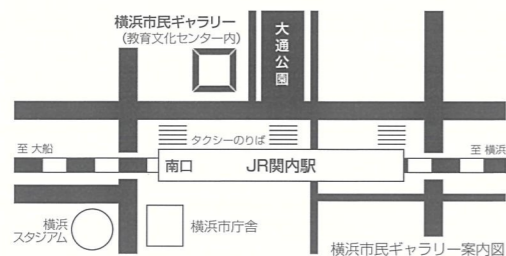 横浜市民ギャラリー
(教育文化センター内)
大通公園
タクシーのりば
至 大船
至 横浜
南口
JR関内駅
横浜
スタジアム
横浜市庁舎
横浜市民ギャラリー案内図